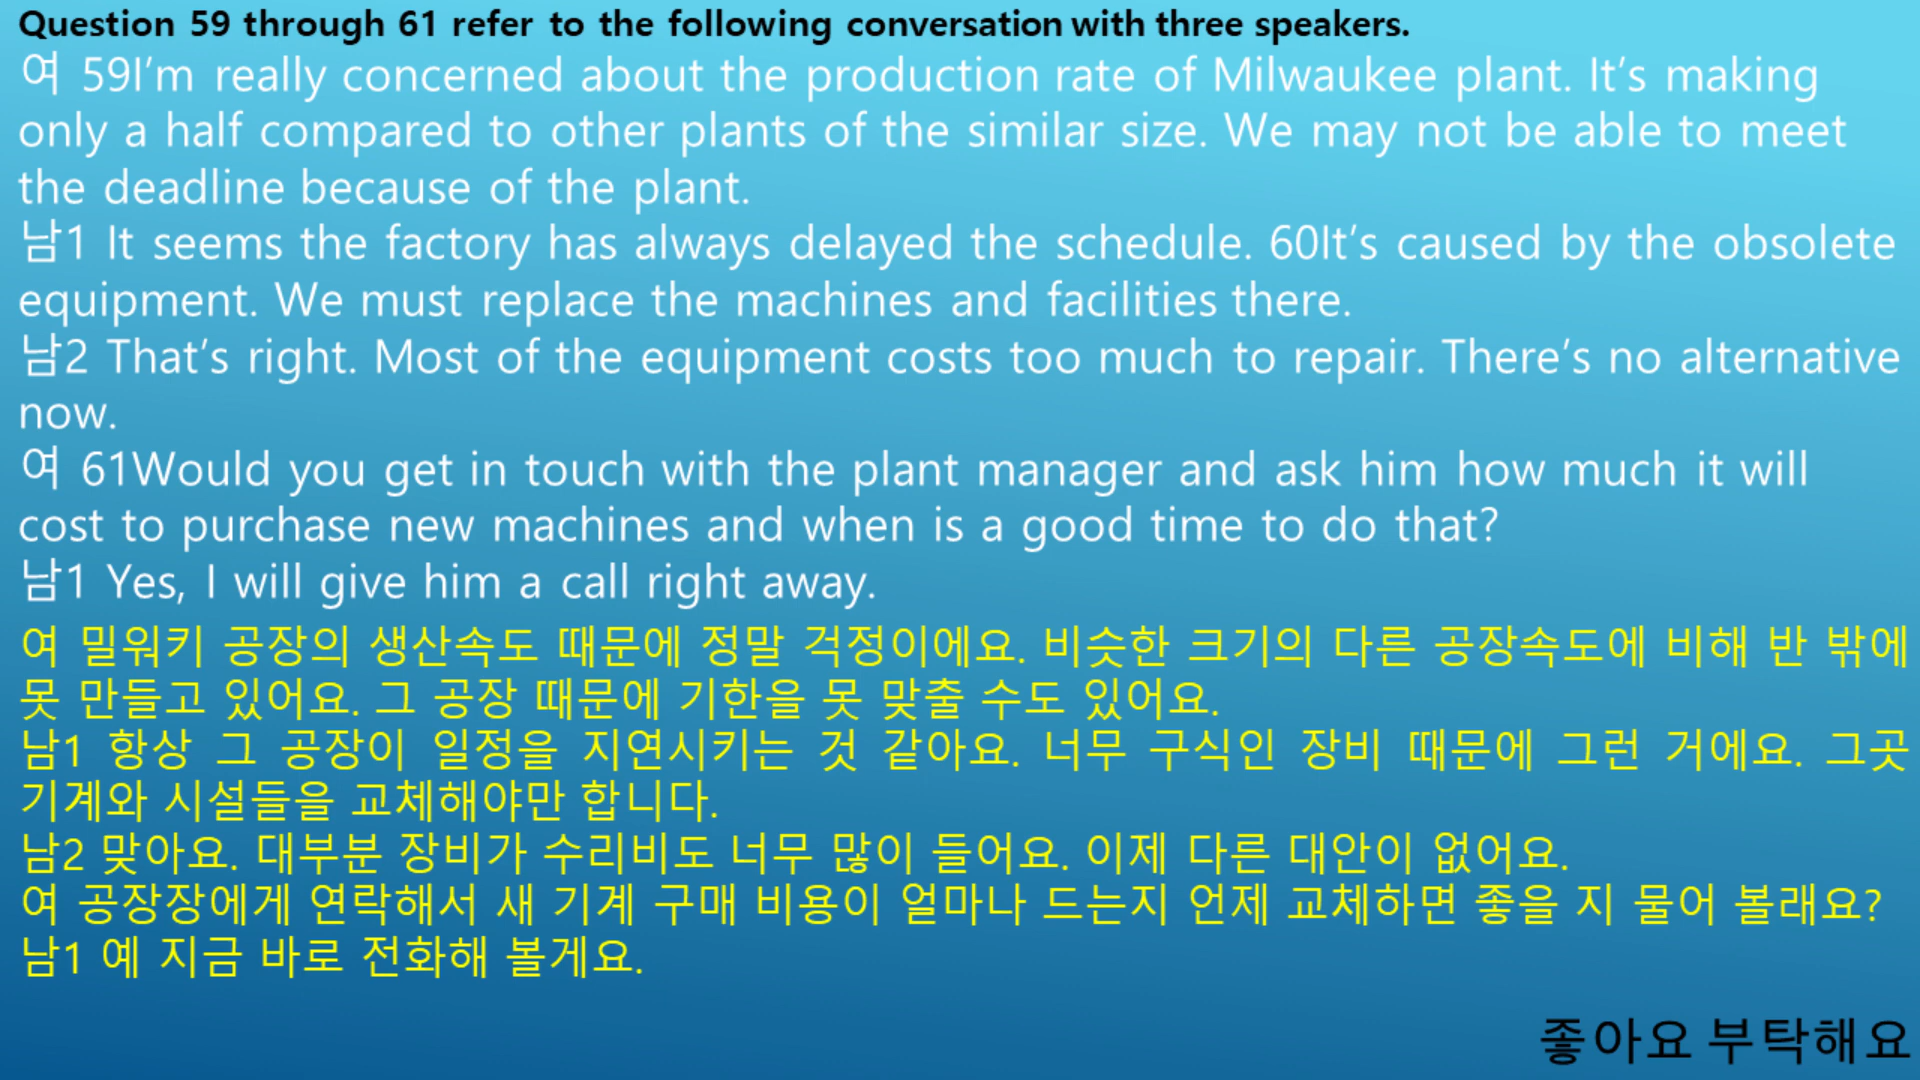 Question 59 through 61 refer to the following conversation with three speakers.
여 59I’m really concerned about the production rate of Milwaukee plant. It’s making
only a half compared to other plants of the similar size. We may not be able to meet
the deadline because of the plant.
남1 It seems the factory has always delayed the schedule. 60It’s caused by the obsolete
equipment. We must replace the machines and facilities there.
남2 That’s right. Most of the equipment costs too much to repair. There’s no alternative
now.
여 61Would you get in touch with the plant manager and ask him how much it will
cost to purchase new machines and when is a good time to do that?
남1 Yes, I will give him a call right away.
여 밀워키 공장의 생산속도 때문에 정말 걱정이에요. 비슷한 크기의 다른 공장속도에 비해 반 밖에
못 만들고 있어요. 그 공장 때문에 기한을 못 맞출 수도 있어요.
남1 항상 그 공장이 일정을 지연시키는 것 같아요. 너무 구식인 장비 때문에 그런 거에요. 그곳
기계와 시설들을 교체해야만 합니다.
남2 맞아요. 대부분 장비가 수리비도 너무 많이 들어요. 이제 다른 대안이 없어요.
여 공장장에게 연락해서 새 기계 구매 비용이 얼마나 드는지 언제 교체하면 좋을 지 물어 볼래요?
남1 예 지금 바로 전화해 볼게요.
좋아요 부탁해요